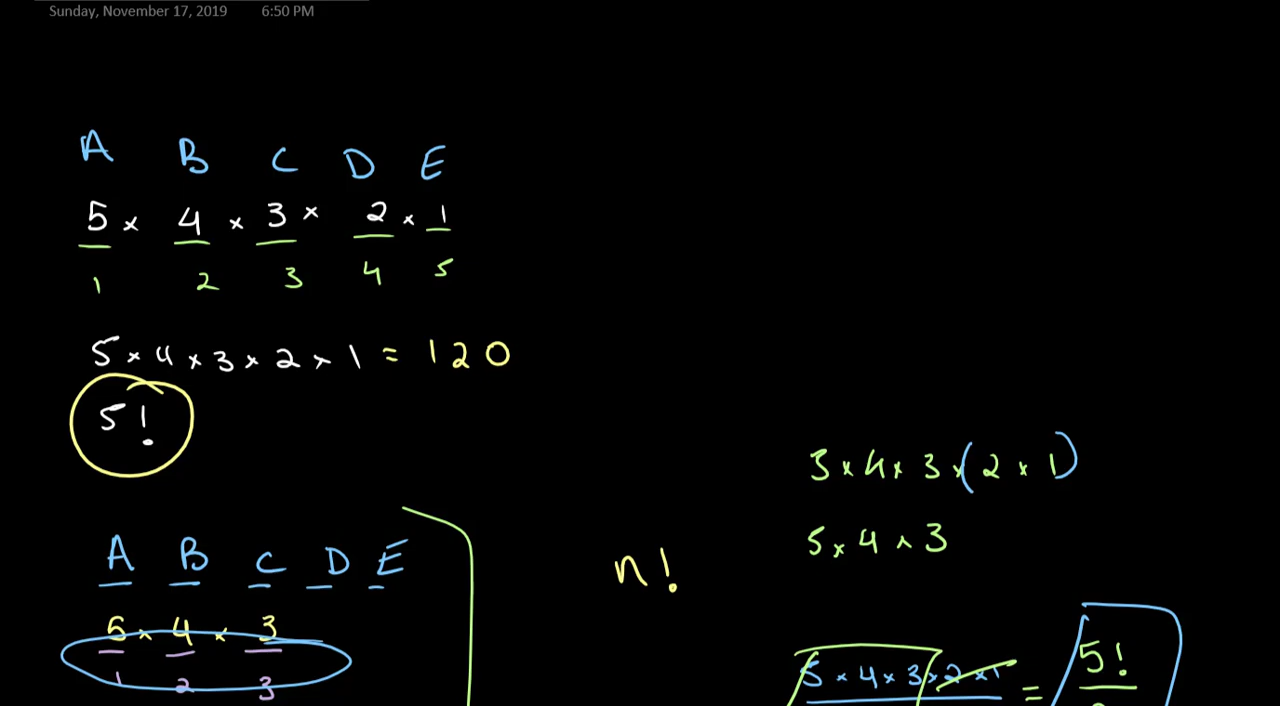 Sunday, November 17, 2019 6:50 PM
A B C D E
5 × 4 × 3 × 2 × 1
1 2 3 4 5
5 × 4 × 3 × 2 × 1 = 120
5!
A B C D E
5 × 4 × 3
1 2 3
n!
3 × 4 × 3 × (2 × 1)
5 × 4 × 3
5 × 4 × 3 × 2 × 1 = 5!